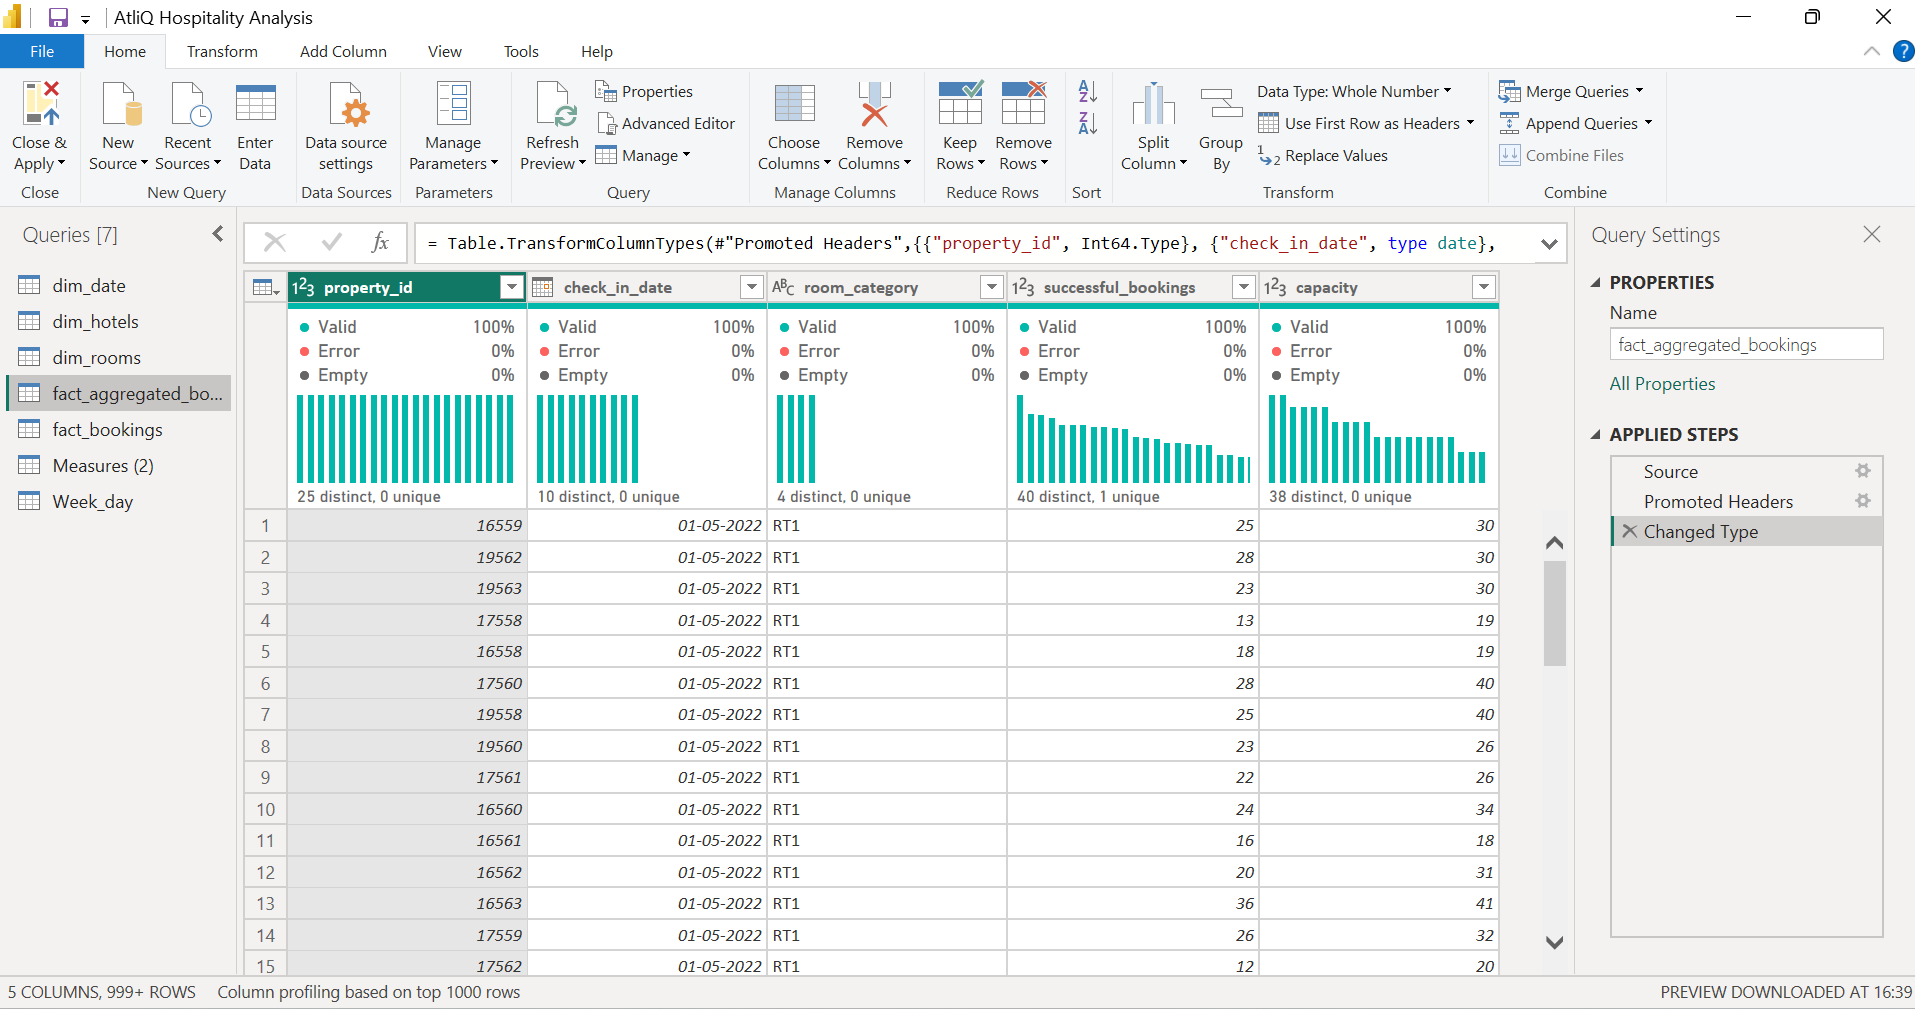 AtliQ Hospitality Analysis
File Home Transform Add Column View Tools Help
?
Close & Apply
Close
New Source
Recent Sources
Enter Data
New Query
Data source settings
Data Sources
Manage Parameters
Parameters
Refresh Preview
Properties
Advanced Editor
Manage
Query
Choose Columns
Remove Columns
Manage Columns
Keep Rows
Remove Rows
Reduce Rows
A Z
Z A
Sort
Split Column
Group By
Data Type: Whole Number
Use First Row as Headers
1 2 Replace Values
Transform
Merge Queries
Append Queries
Combine Files
Combine
Queries [7]
dim_date
dim_hotels
dim_rooms
fact_aggregated_bo...
fact_bookings
Measures (2)
Week_day
fx
= Table.TransformColumnTypes(#"Promoted Headers",{{"property_id", Int64.Type}, {"check_in_date", type date},
123 property_id check_in_date ABC room_category 123 successful_bookings 123 capacity
Valid 100% Valid 100% Valid 100% Valid 100% Valid 100%
Error 0% Error 0% Error 0% Error 0% Error 0%
Empty 0% Empty 0% Empty 0% Empty 0% Empty 0%
25 distinct, 0 unique 10 distinct, 0 unique 4 distinct, 0 unique 40 distinct, 1 unique 38 distinct, 0 unique
1 16559 01-05-2022 RT1 25 30
2 19562 01-05-2022 RT1 28 30
3 19563 01-05-2022 RT1 23 30
4 17558 01-05-2022 RT1 13 19
5 16558 01-05-2022 RT1 18 19
6 17560 01-05-2022 RT1 28 40
7 19558 01-05-2022 RT1 25 40
8 19560 01-05-2022 RT1 23 26
9 17561 01-05-2022 RT1 22 26
10 16560 01-05-2022 RT1 24 34
11 16561 01-05-2022 RT1 16 18
12 16562 01-05-2022 RT1 20 31
13 16563 01-05-2022 RT1 36 41
14 17559 01-05-2022 RT1 26 32
15 17562 01-05-2022 RT1 12 20
Query Settings
PROPERTIES
Name
fact_aggregated_bookings
All Properties
APPLIED STEPS
Source
Promoted Headers
Changed Type
5 COLUMNS, 999+ ROWS Column profiling based on top 1000 rows PREVIEW DOWNLOADED AT 16:39